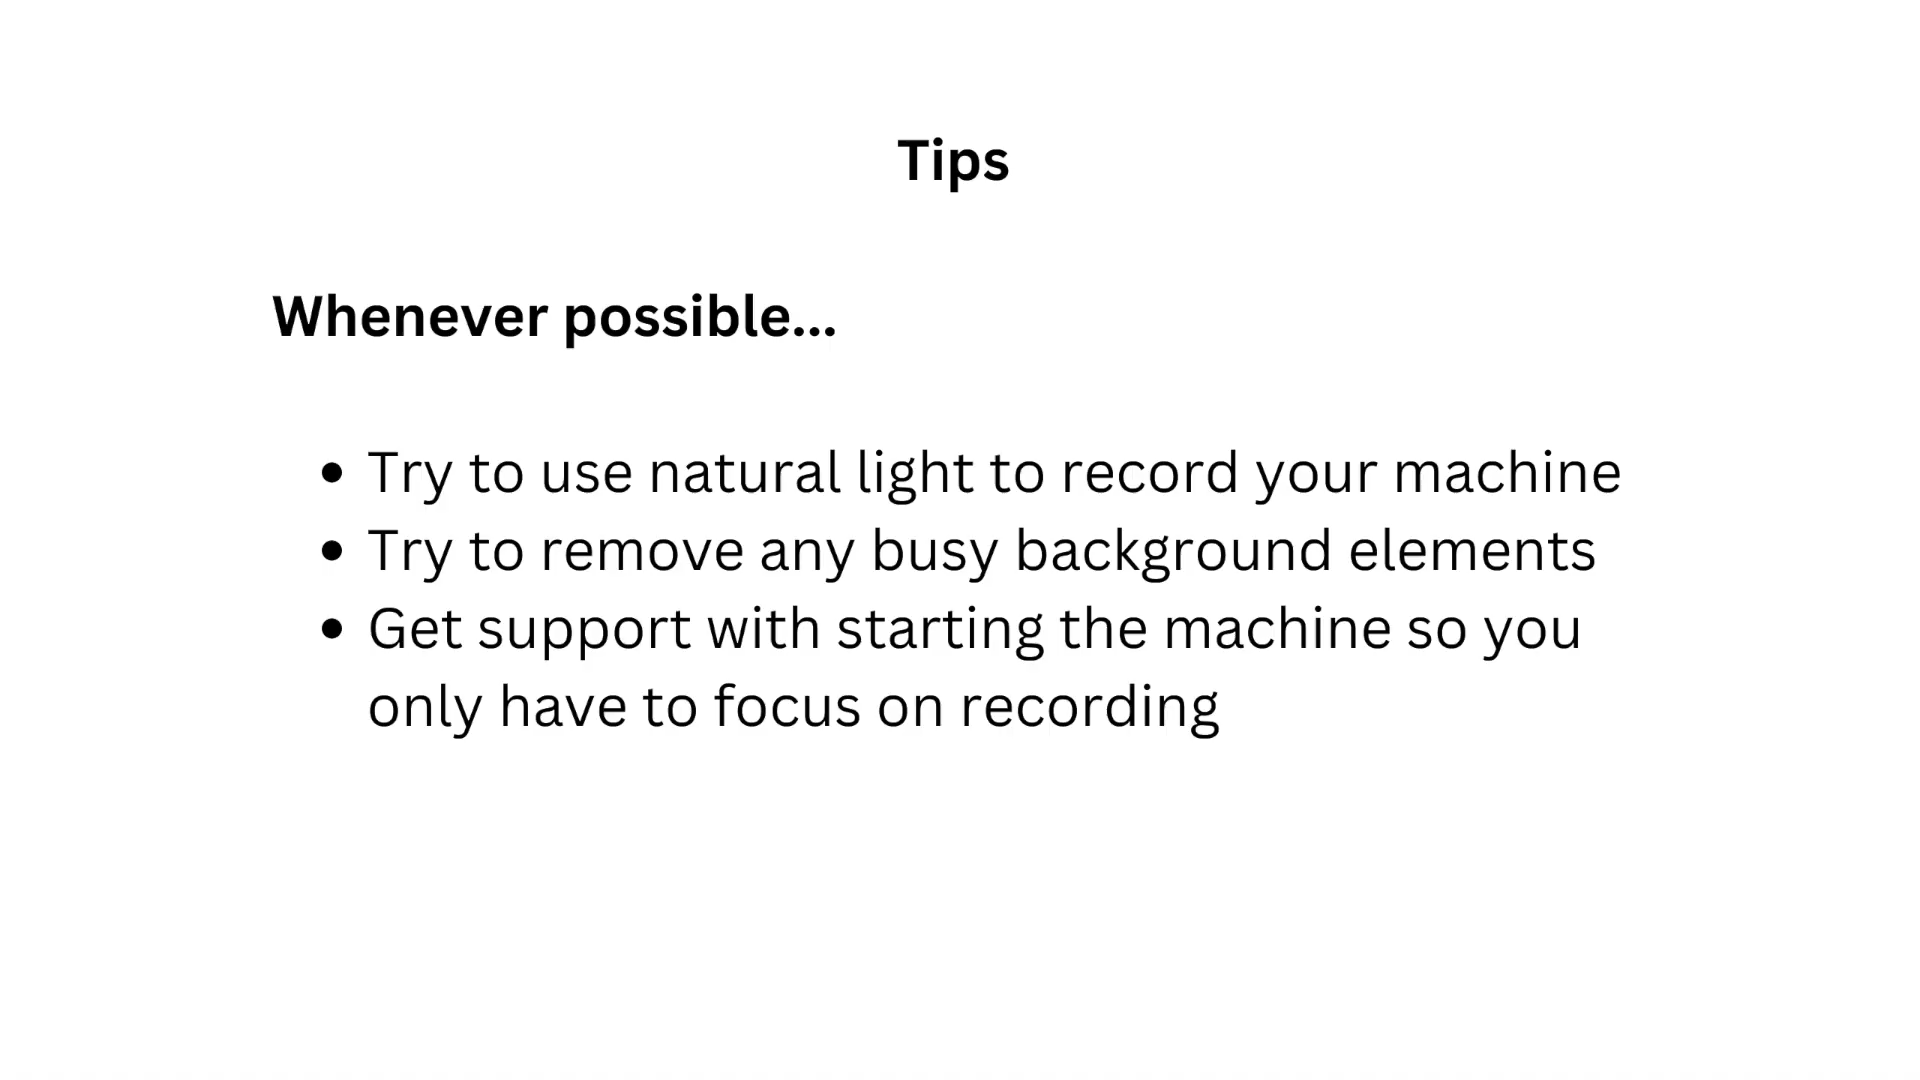 Tips
Whenever possible...
• Try to use natural light to record your machine
• Try to remove any busy background elements
• Get support with starting the machine so you
only have to focus on recording